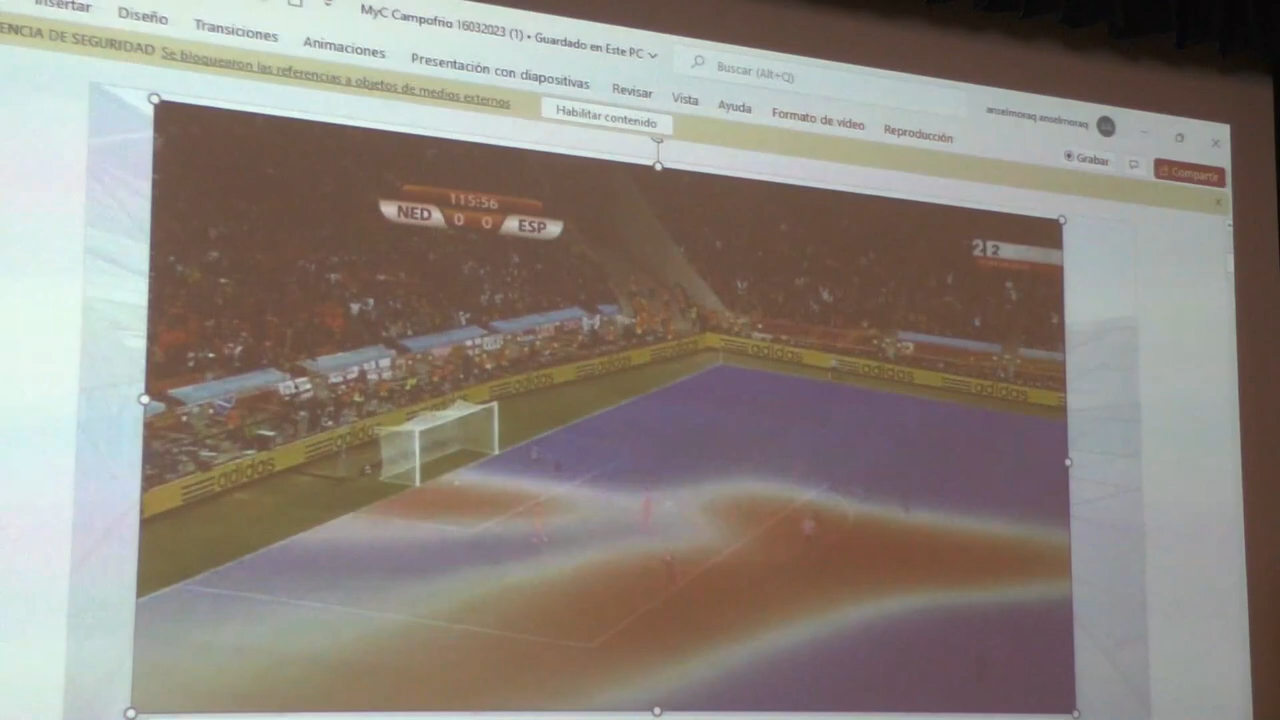 MyC Campofrio 16032023 (1) • Guardado en Este PC
Buscar (Alt+Q)
anselmoraq anselmoraq
Insertar Diseño Transiciones Animaciones Presentación con diapositivas Revisar Vista Ayuda Formato de vídeo Reproducción
Grabar
Compartir
ENCIA DE SEGURIDAD Se bloquearon las referencias a objetos de medios externos
Habilitar contenido
115:56
NED 0 0 ESP
2 2
adidas
adidas
adidas
adidas
adidas
adidas
adidas